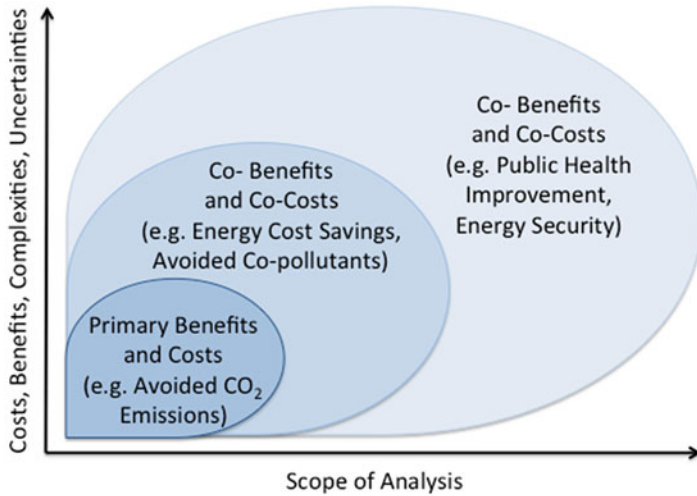 Costs, Benefits, Complexities, Uncertainties
Co- Benefits
and Co-Costs
(e.g. Public Health
Improvement,
Energy Security)
Co- Benefits
and Co-Costs
(e.g. Energy Cost Savings,
Avoided Co-pollutants)
Primary Benefits
and Costs
(e.g. Avoided CO₂
Emissions)
Scope of Analysis